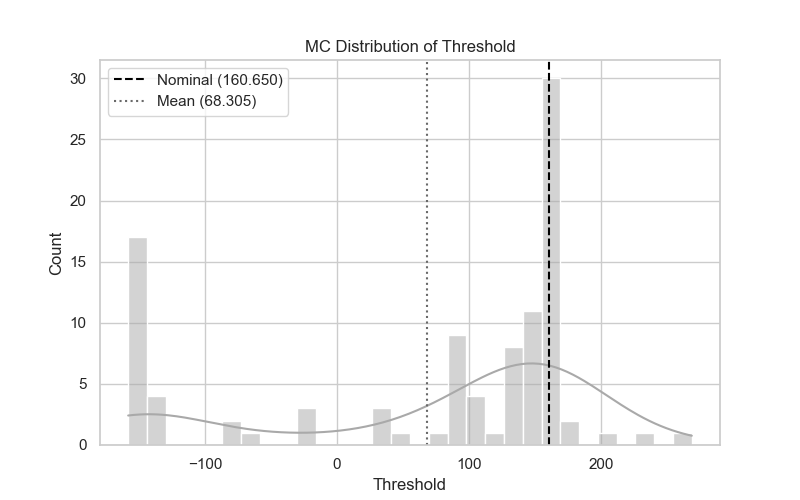 MC Distribution of Threshold
Nominal (160.650)
Mean (68.305)
30
25
20
15
10
5
0
Count
−100
0
100
200
Threshold